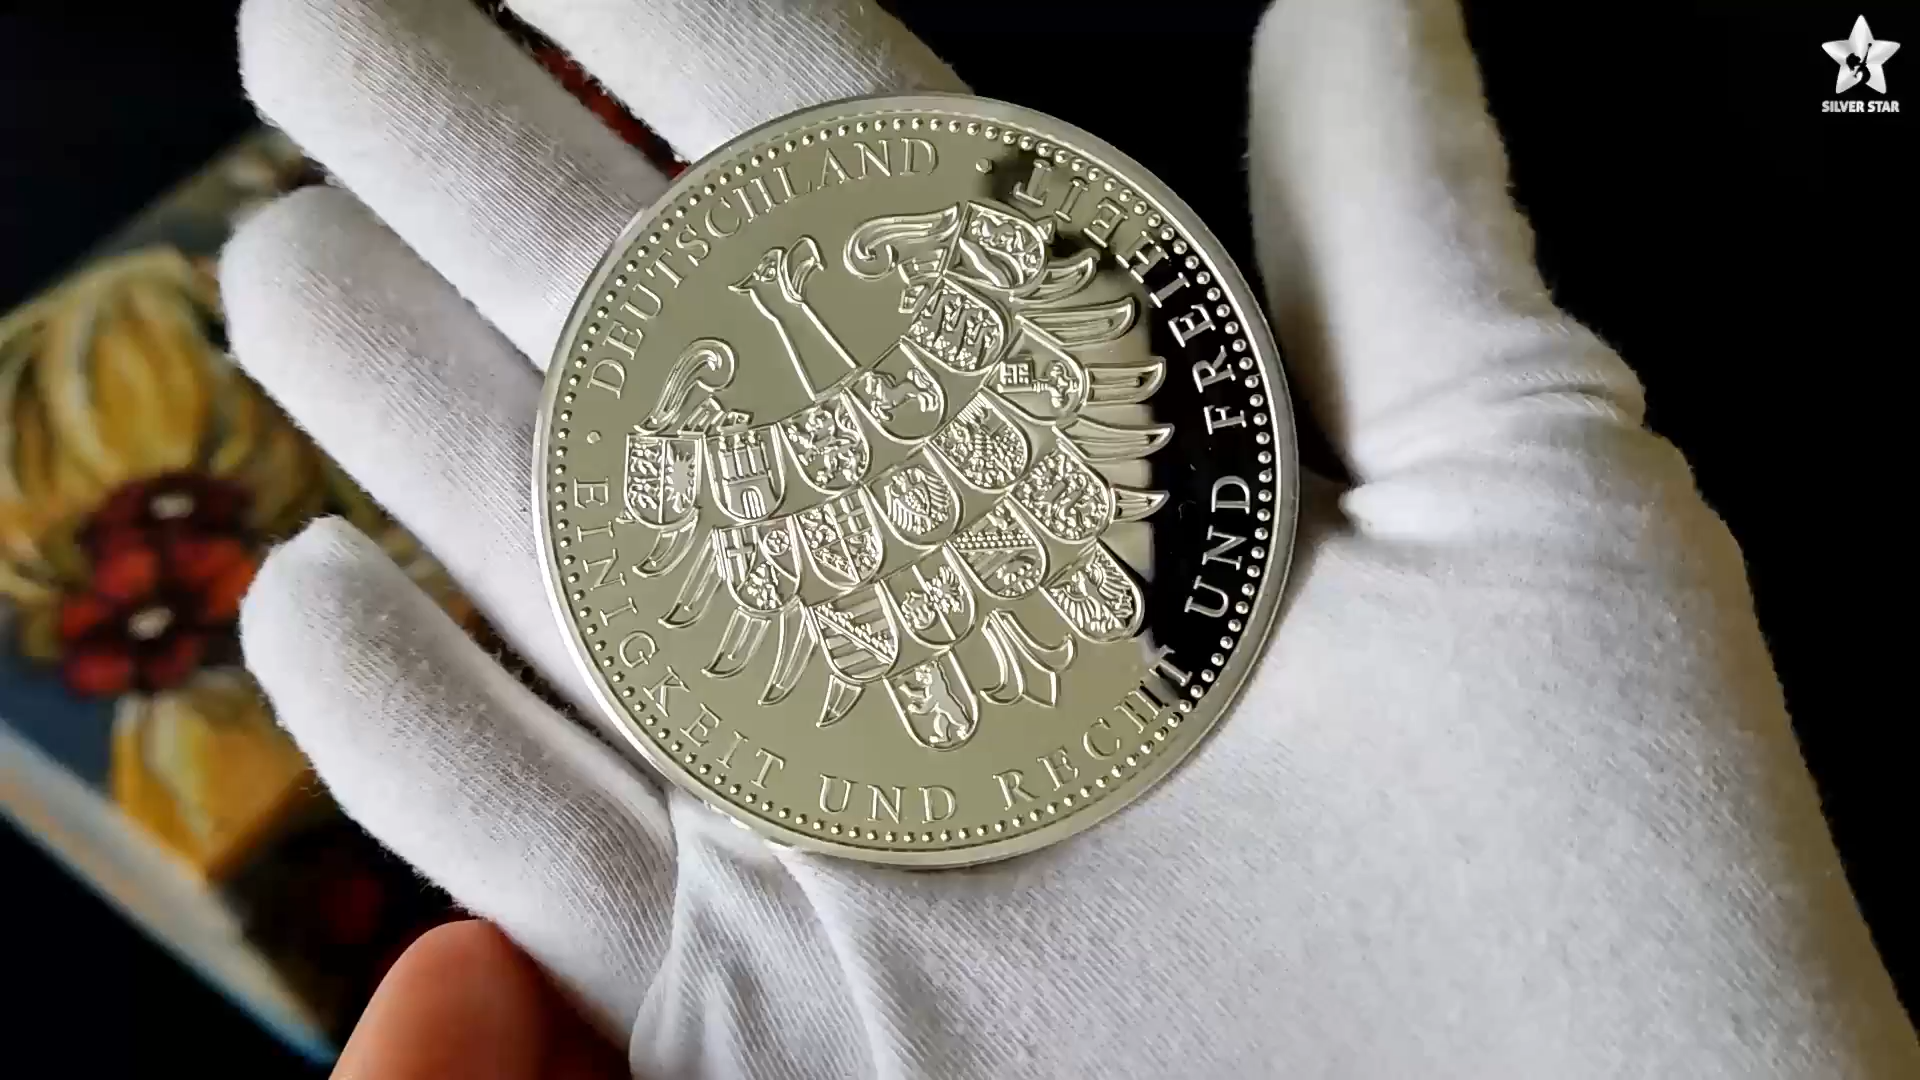 DEUTSCHLAND · EINIGKEIT UND RECHT UND FREIHEIT ·
SILVER STAR